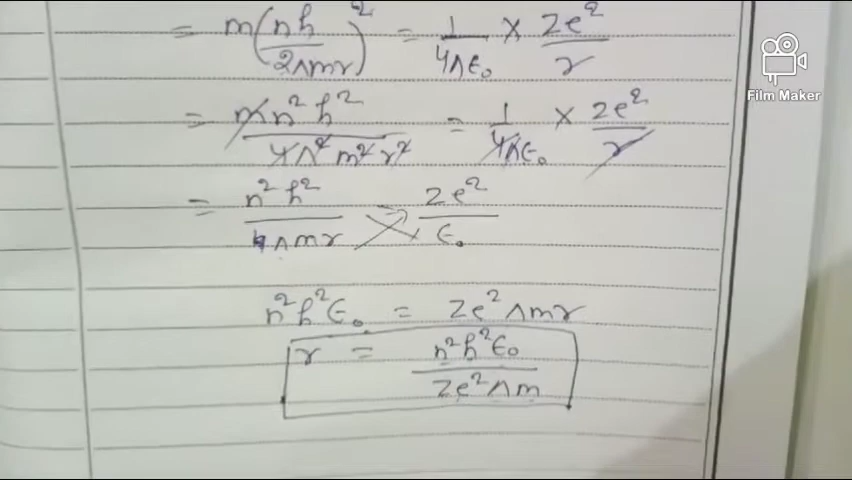 = m(nh/2πmr)² = 1/4πε₀ × Ze²/r
= mn²h²/4π²m²r² = 1/4πε₀ × Ze²/r
= n²h²/πmr = Ze²/ε₀
n²h²ε₀ = Ze²πmr
r = n²h²ε₀/Ze²πm
Film Maker